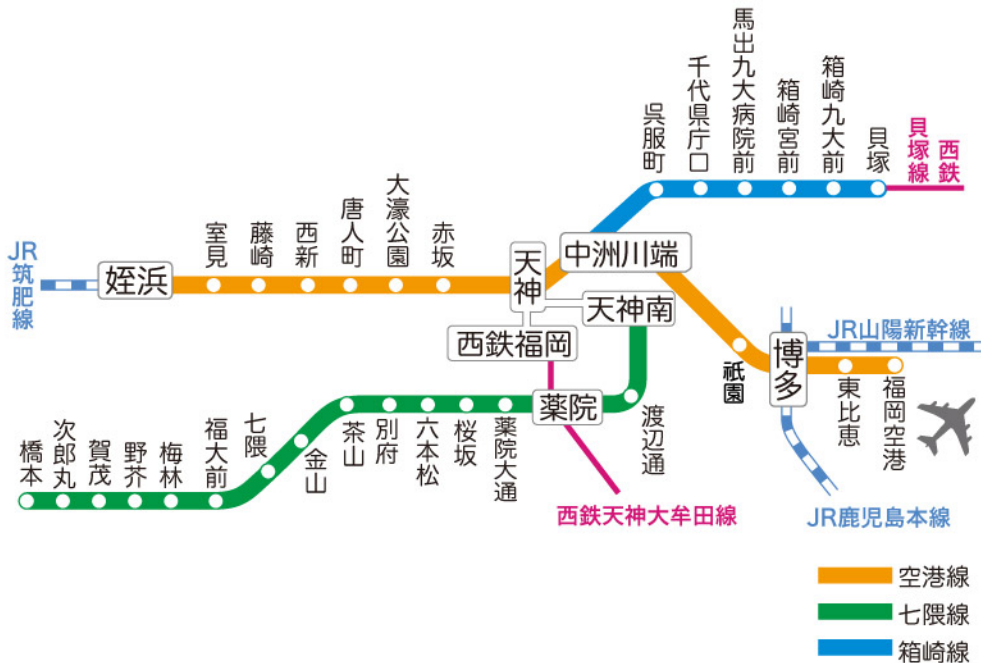 呉服町
千代県庁口
馬出九大病院前
箱崎宮前
箱崎九大前
貝塚
西鉄
貝塚線
JR筑肥線
姪浜
室見
藤崎
西新
唐人町
大濠公園
赤坂
天神
中洲川端
天神南
西鉄福岡
祇園
博多
JR山陽新幹線
東比恵
福岡空港
橋本
次郎丸
賀茂
野芥
梅林
福大前
七隈
金山
茶山
別府
六本松
桜坂
薬院大通
薬院
渡辺通
西鉄天神大牟田線
JR鹿児島本線
空港線
七隈線
箱崎線